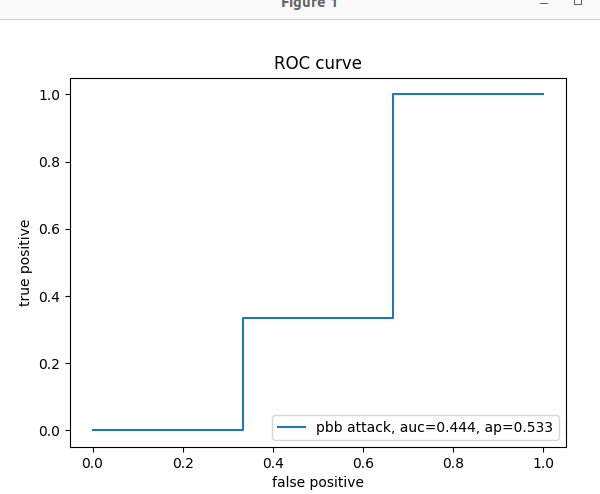 Figure 1
ROC curve
1.0
0.8
0.6
0.4
0.2
0.0
true positive
pbb attack, auc=0.444, ap=0.533
0.0 0.2 0.4 0.6 0.8 1.0
false positive